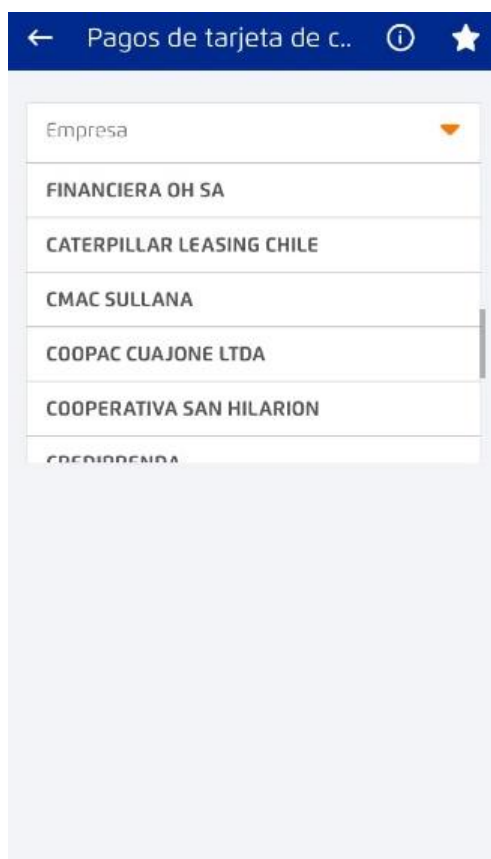 Pagos de tarjeta de c..
Empresa
FINANCIERA OH SA
CATERPILLAR LEASING CHILE
CMAC SULLANA
COOPAC CUAJONE LTDA
COOPERATIVA SAN HILARION
CREDIPRENDA